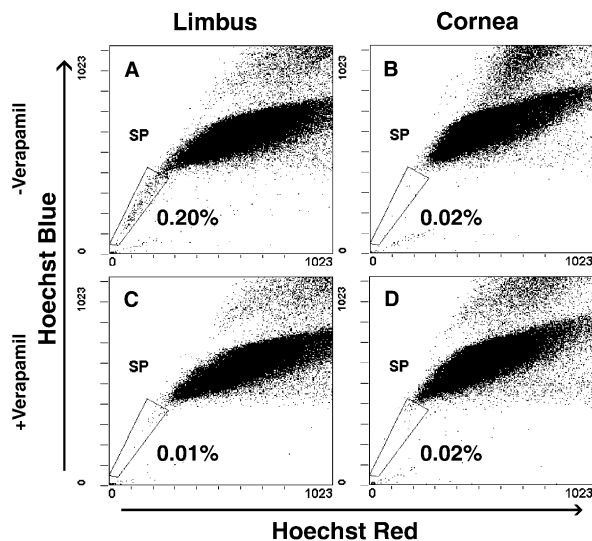 Limbus
Cornea
Hoechst Blue
-Verapamil
+Verapamil
1023
A
SP
0.20%
0
0
1023
1023
B
SP
0.02%
0
0
1023
1023
C
SP
0.01%
0
0
1023
1023
D
SP
0.02%
0
0
1023
Hoechst Red